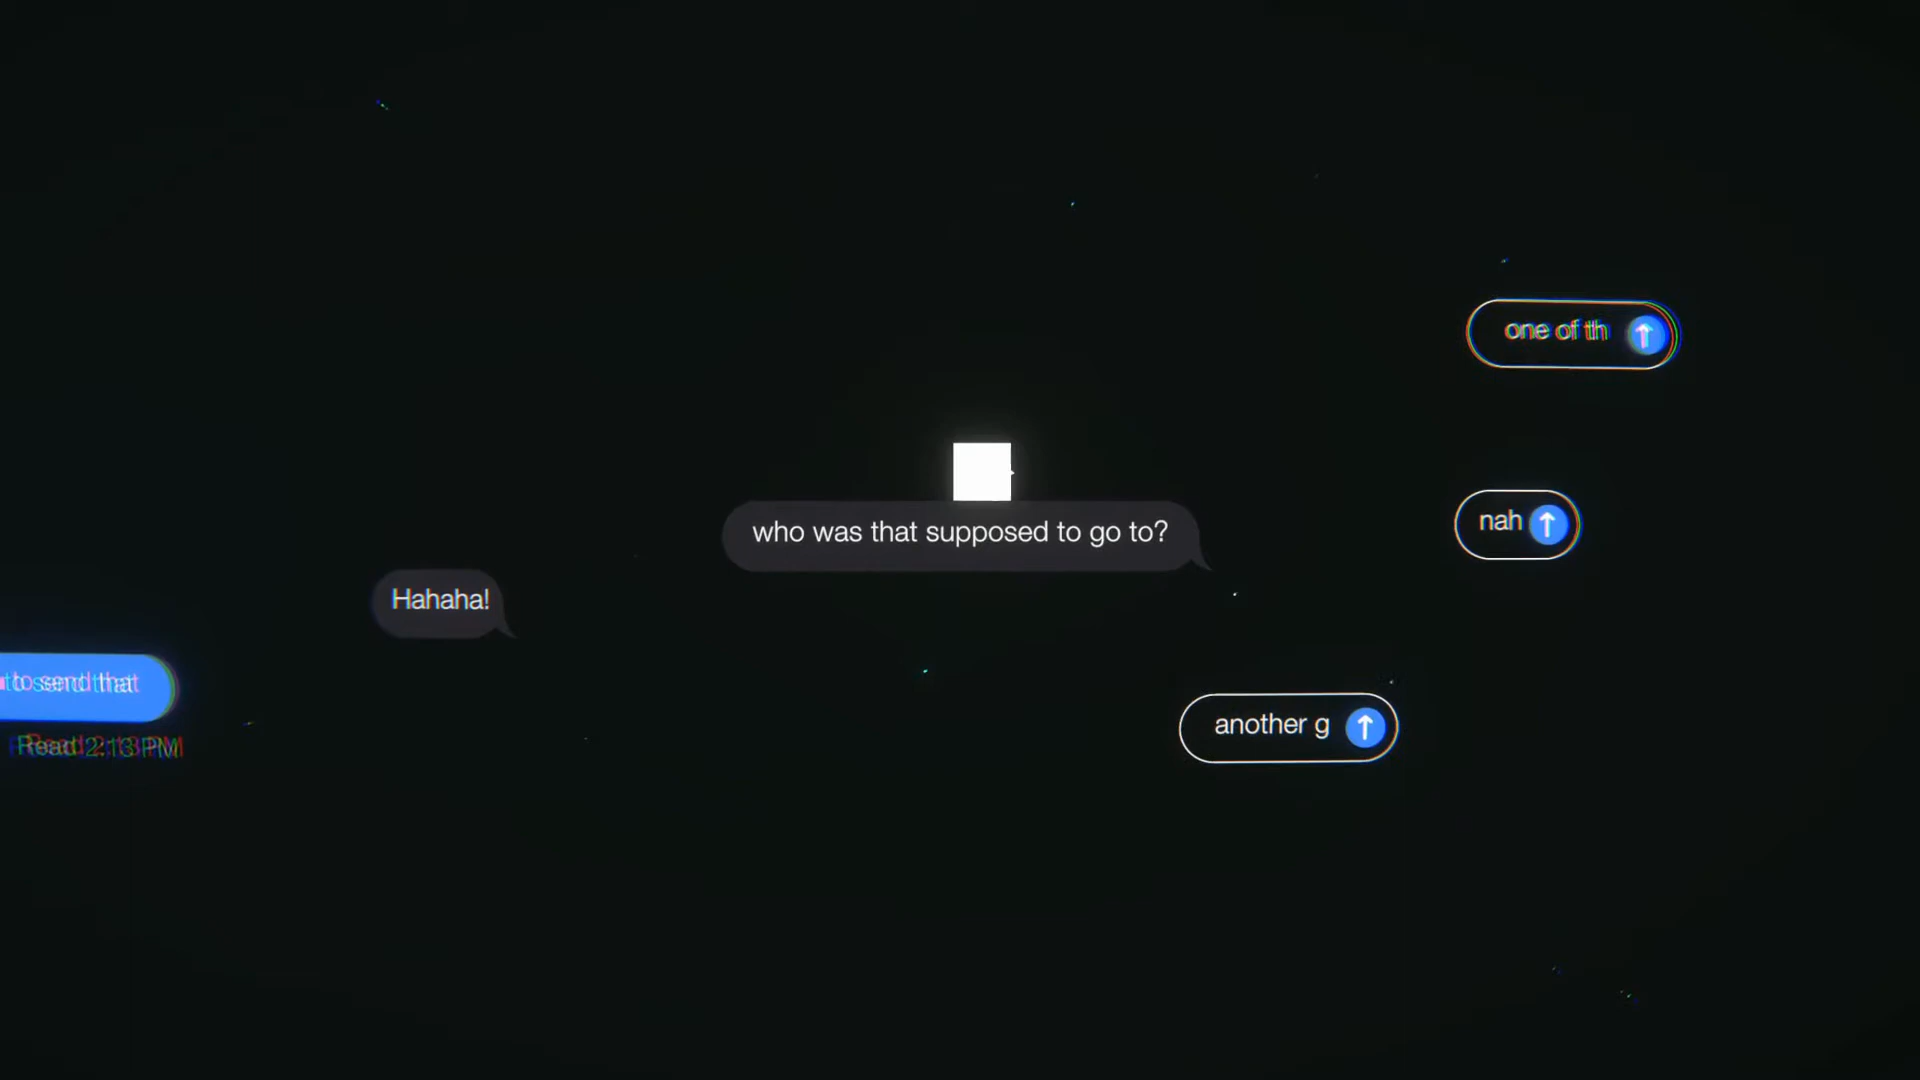 one of th
nah
who was that supposed to go to?
Hahaha!
to send that
Read 2:13 PM
another g